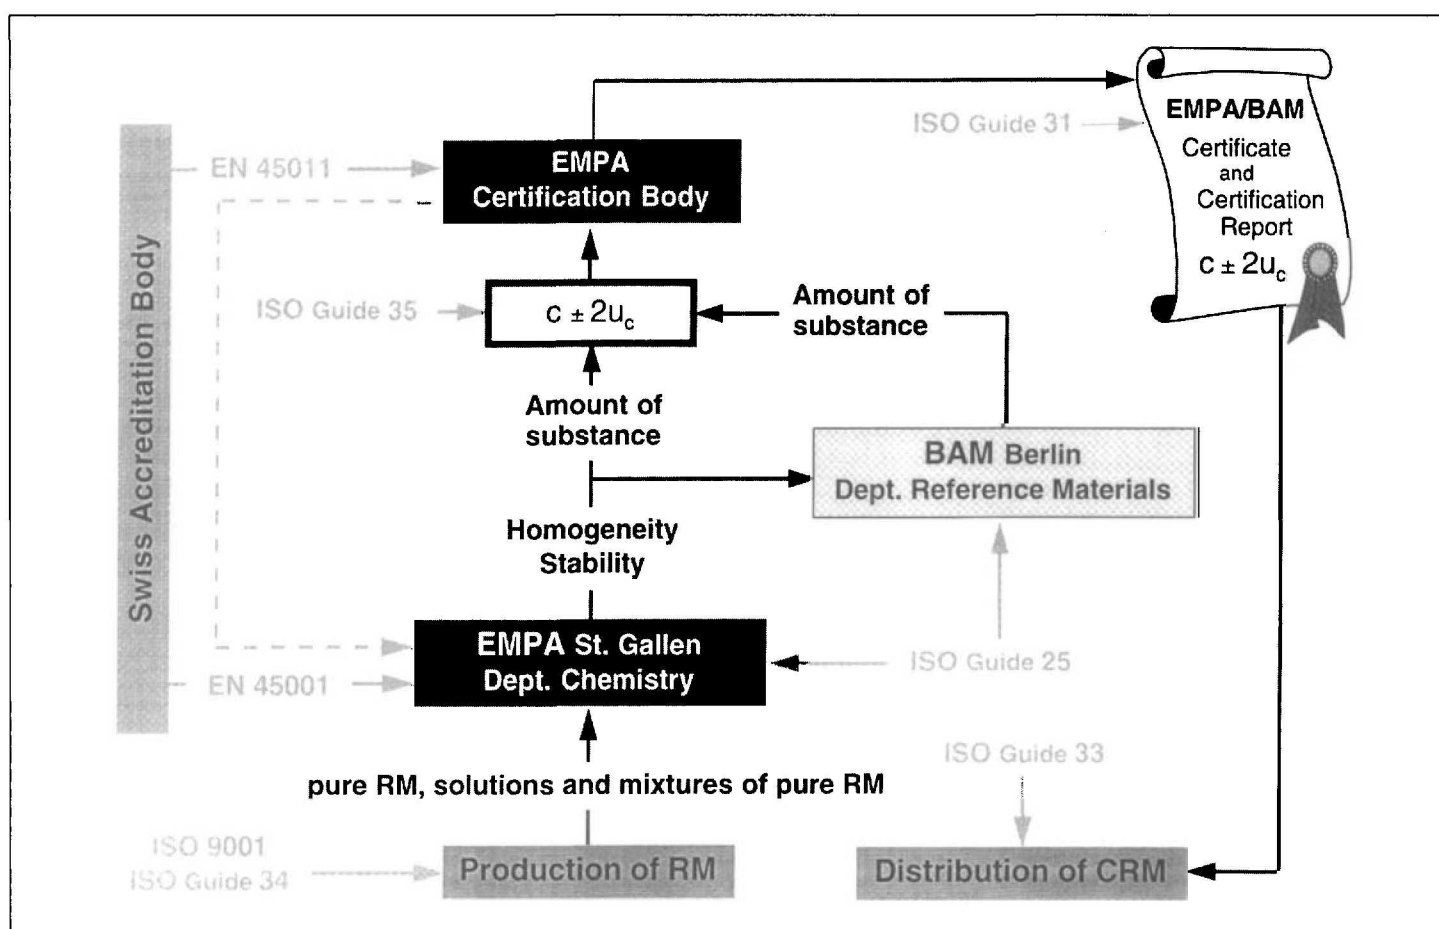 EMPA/BAM
Certificate
and
Certification
Report
c ± 2u_c
ISO Guide 31
EMPA
Certification Body
EN 45011
Swiss Accreditation Body
ISO Guide 35
c ± 2u_c
Amount of
substance
Amount of
substance
BAM Berlin
Dept. Reference Materials
Homogeneity
Stability
EMPA St. Gallen
Dept. Chemistry
ISO Guide 25
EN 45001
ISO Guide 33
pure RM, solutions and mixtures of pure RM
ISO 9001
ISO Guide 34
Production of RM
Distribution of CRM